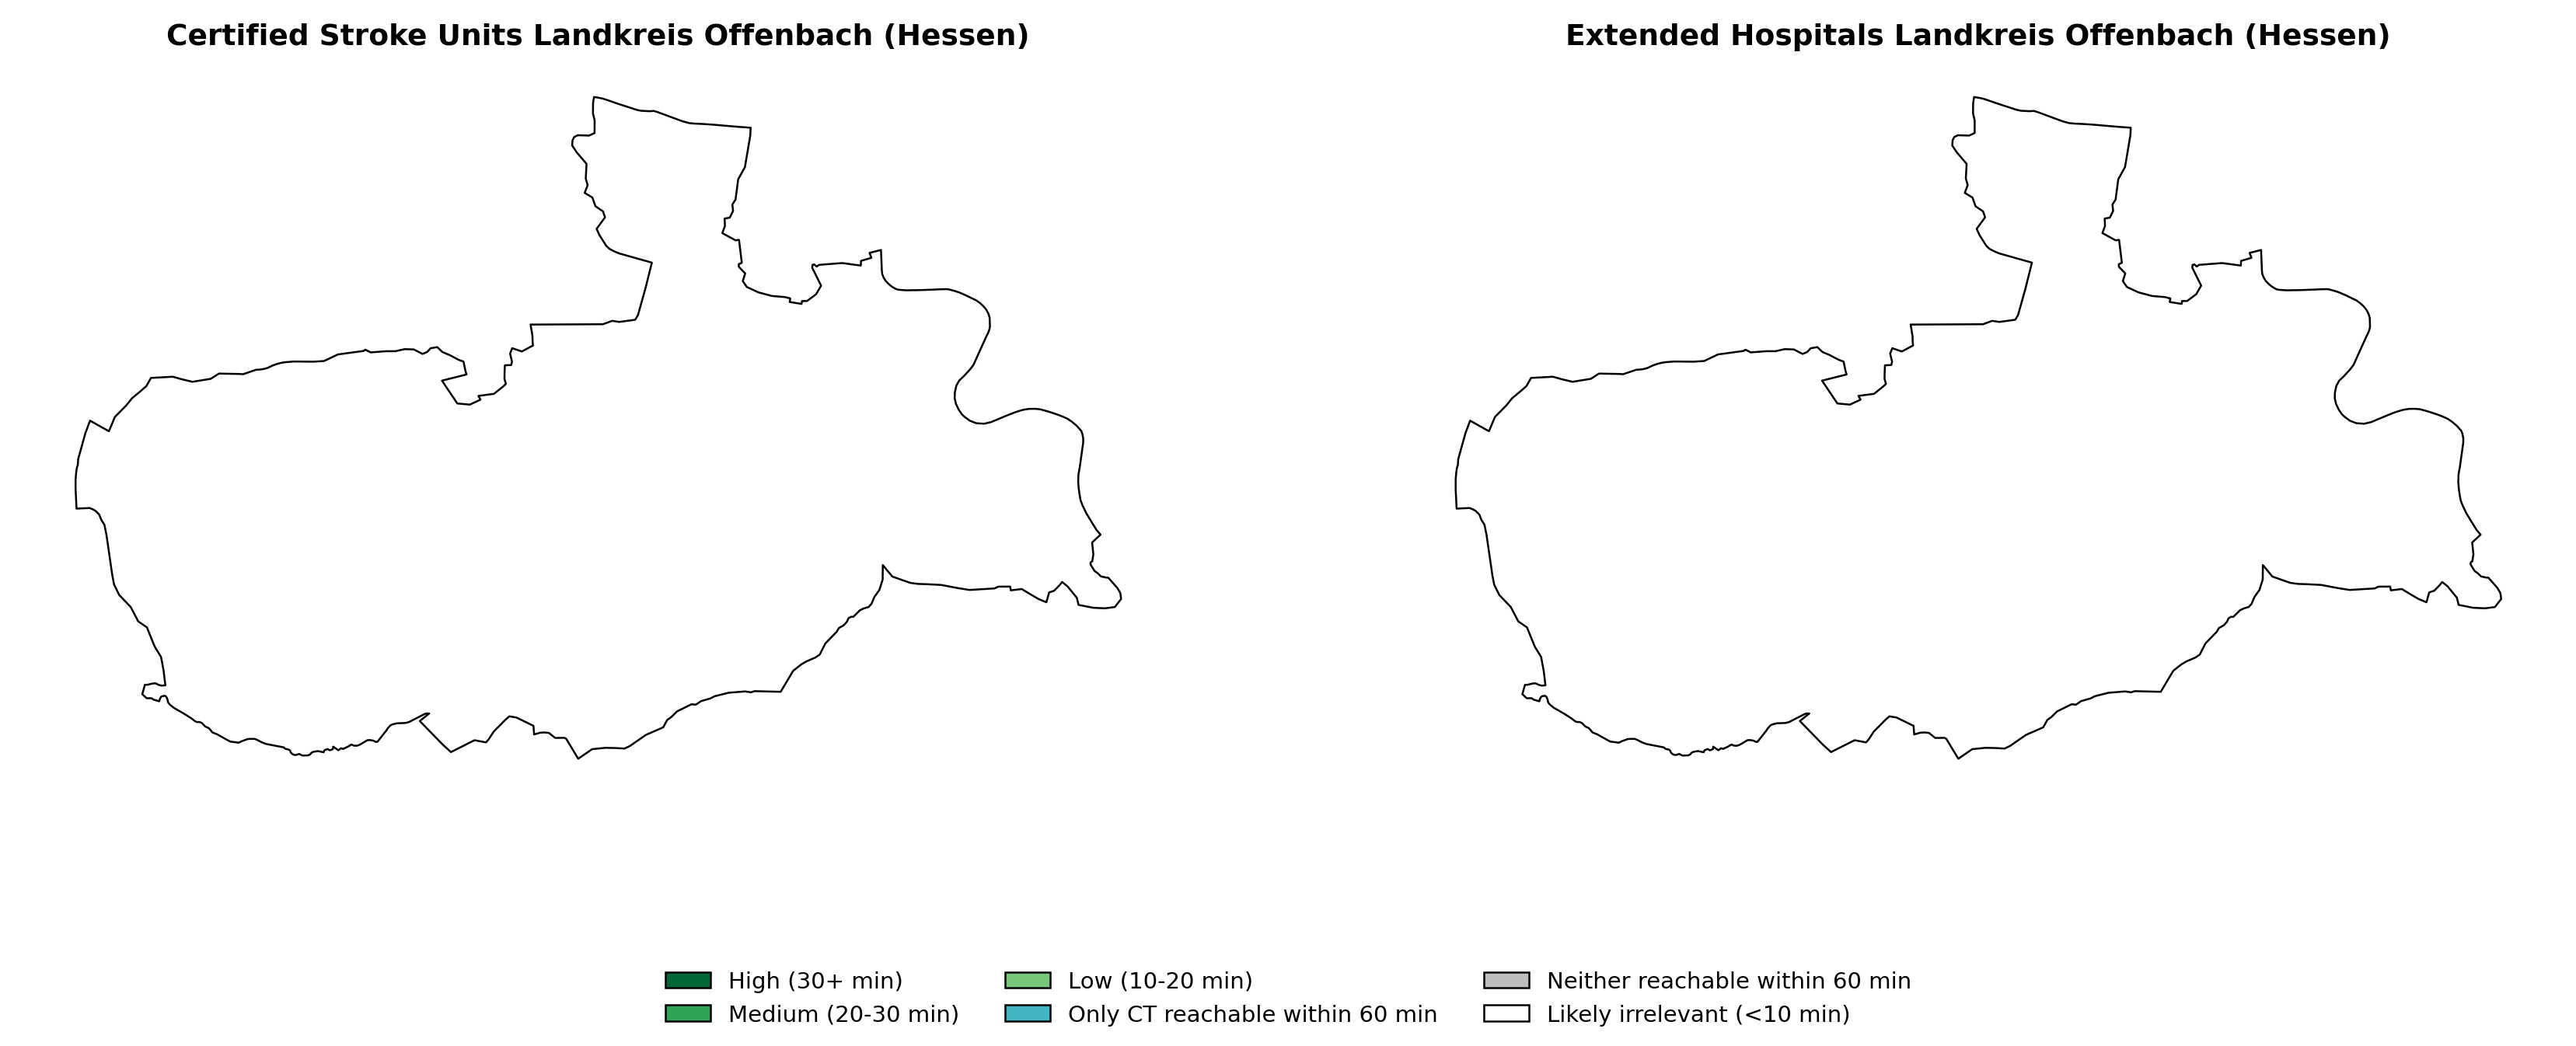 Certified Stroke Units Landkreis Offenbach (Hessen)
Extended Hospitals Landkreis Offenbach (Hessen)
High (30+ min)
Medium (20-30 min)
Low (10-20 min)
Only CT reachable within 60 min
Neither reachable within 60 min
Likely irrelevant (<10 min)